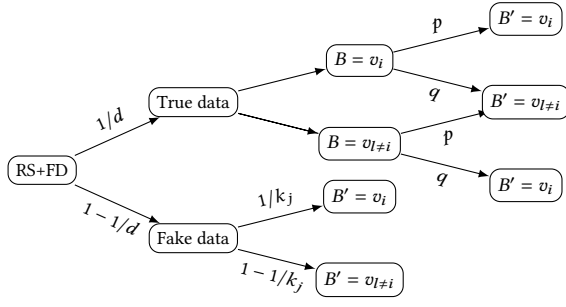 p
B′ = v_i
B = v_i
q
True data
B′ = v_{l≠i}
1/d
p
B = v_{l≠i}
q
B′ = v_i
RS+FD
1/k_j
B′ = v_i
1 − 1/d
Fake data
1 − 1/k_j
B′ = v_{l≠i}